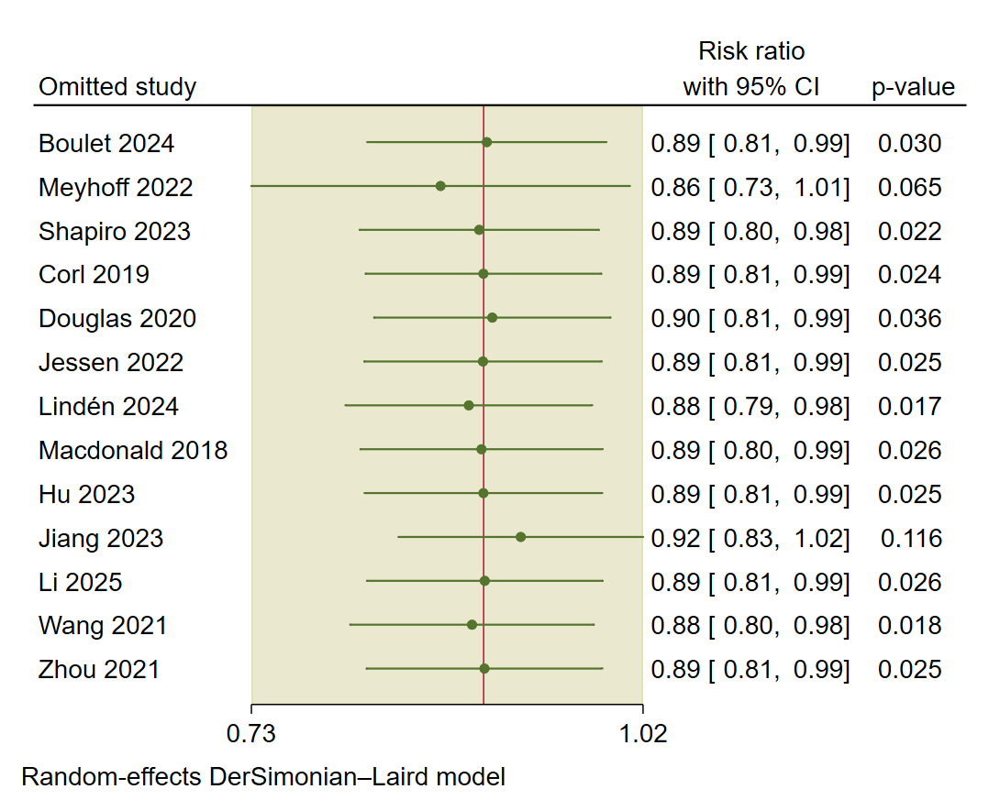 Risk ratio
Omitted study with 95% CI p-value
Boulet 2024 0.89 [ 0.81, 0.99] 0.030
Meyhoff 2022 0.86 [ 0.73, 1.01] 0.065
Shapiro 2023 0.89 [ 0.80, 0.98] 0.022
Corl 2019 0.89 [ 0.81, 0.99] 0.024
Douglas 2020 0.90 [ 0.81, 0.99] 0.036
Jessen 2022 0.89 [ 0.81, 0.99] 0.025
Lindén 2024 0.88 [ 0.79, 0.98] 0.017
Macdonald 2018 0.89 [ 0.80, 0.99] 0.026
Hu 2023 0.89 [ 0.81, 0.99] 0.025
Jiang 2023 0.92 [ 0.83, 1.02] 0.116
Li 2025 0.89 [ 0.81, 0.99] 0.026
Wang 2021 0.88 [ 0.80, 0.98] 0.018
Zhou 2021 0.89 [ 0.81, 0.99] 0.025
0.73 1.02
Random-effects DerSimonian–Laird model